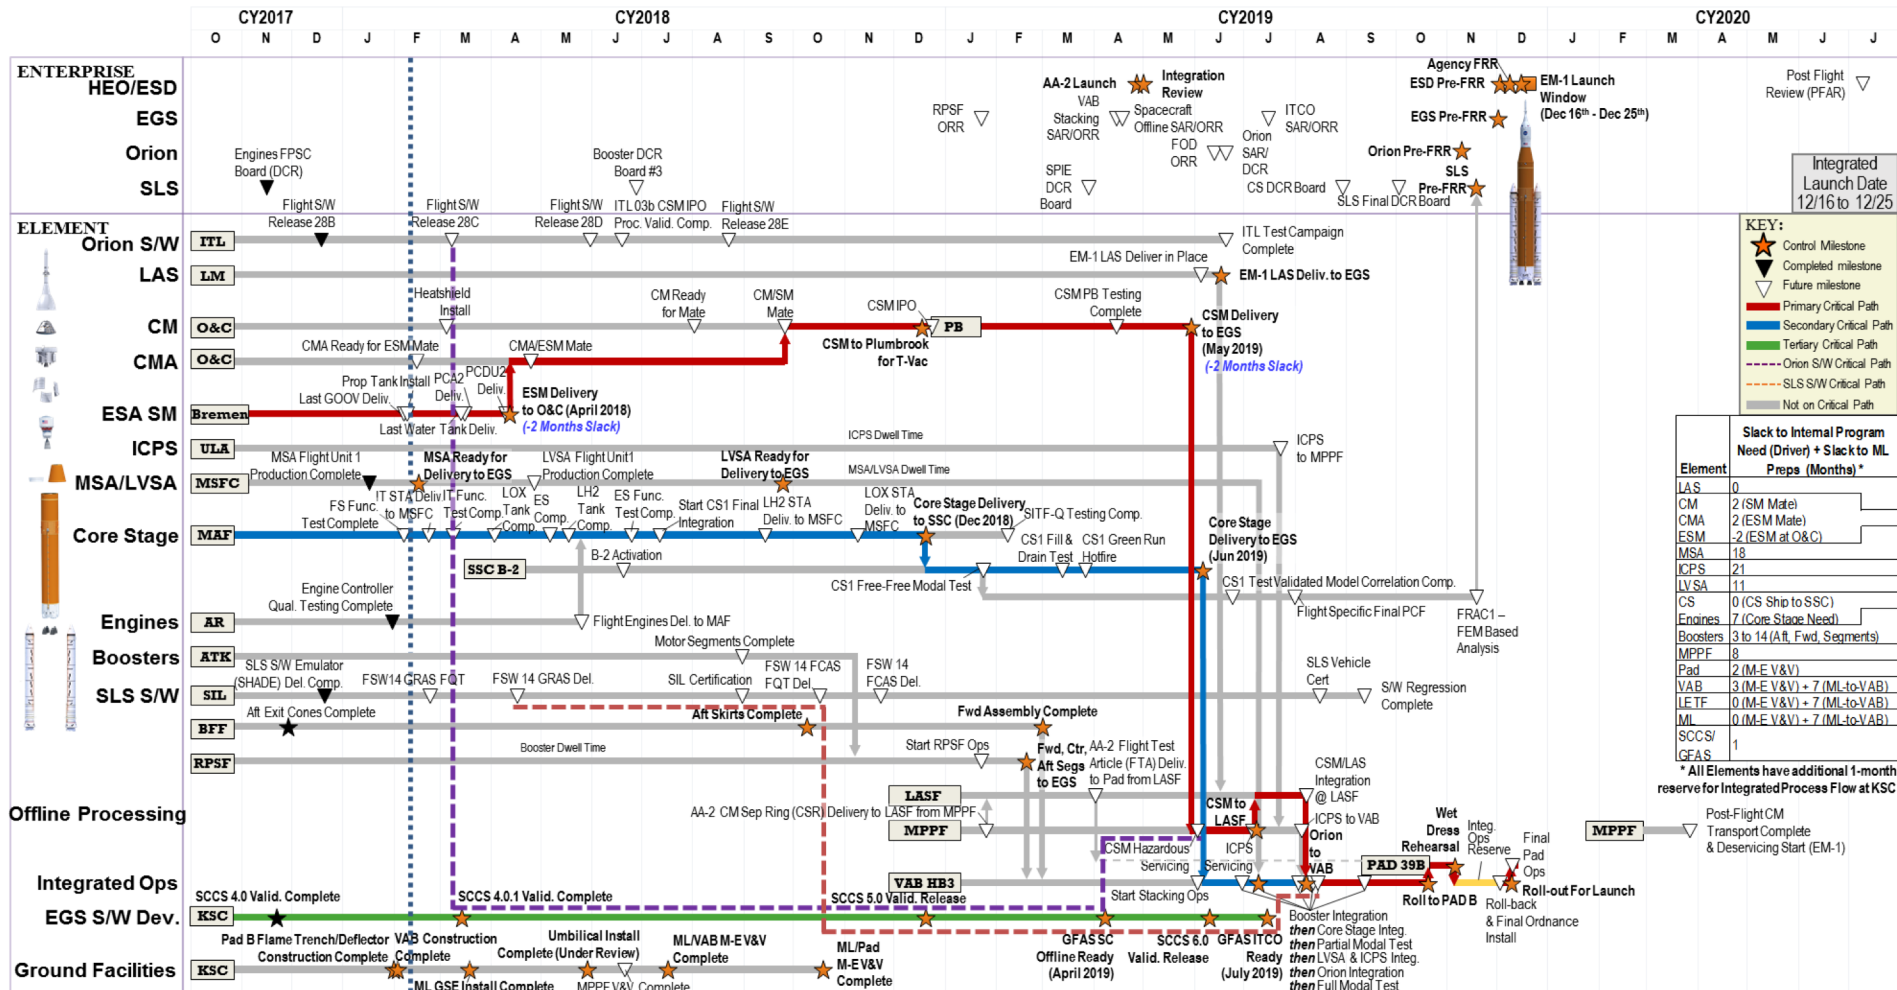 CY2017 CY2018 CY2019 CY2020
O N D J F M A M J J A S O N D J F M A M J J A S O N D J F M A M J J
ENTERPRISE
HEO/ESD
EGS
Orion
SLS
AA-2 Launch
Integration
Review
Agency FRR
ESD Pre-FRR
EM-1 Launch
Window
(Dec 16th - Dec 25th)
Post Flight
Review (PFAR)
RPSF
ORR
VAB
Stacking
SAR/ORR
Spacecraft
Offline SAR/ORR
ITCO
SAR/ORR
EGS Pre-FRR
FOD
ORR
Orion
SAR/
DCR
Orion Pre-FRR
Engines FPSC
Board (DCR)
Booster DCR
Board #3
SPIE
DCR
Board
CS DCR Board
SLS Final DCR Board
SLS
Pre-FRR
Integrated
Launch Date
12/16 to 12/25
ELEMENT
Orion S/W
ITL
Flight S/W
Release 28B
Flight S/W
Release 28C
Flight S/W
Release 28D
ITL 03b CSM IPO
Proc. Valid. Comp.
Flight S/W
Release 28E
ITL Test Campaign
Complete
LAS
LM
EM-1 LAS Deliver in Place
EM-1 LAS Deliv. to EGS
CM
O&C
Heatshield
Install
CM Ready
for Mate
CM/SM
Mate
CSM IPO
PB
CSM to Plumbrook
for T-Vac
CSM PB Testing
Complete
CSM Delivery
to EGS
(May 2019)
(-2 Months Slack)
CMA
O&C
CMA Ready for ESM Mate
CMA/ESM Mate
ESA SM
Bremen
Prop Tank Install
Last GOOV Deliv.
PCA2
Deliv.
PCDU2
Deliv.
Last Water Tank Deliv.
ESM Delivery
to O&C (April 2018)
(-2 Months Slack)
ICPS
ULA
ICPS Dwell Time
ICPS
to MPPF
MSA/LVSA
MSFC
MSA Flight Unit 1
Production Complete
MSA Ready for
Delivery to EGS
LVSA Flight Unit1
Production Complete
LVSA Ready for
Delivery to EGS
MSA/LVSA Dwell Time
Core Stage
MAF
FS Func.
Test Complete
IT STA Deliv
to MSFC
IT Func.
Test Comp.
LOX
Tank
Comp.
ES
Comp.
LH2
Tank
Comp.
ES Func.
Test Comp.
Start CS1 Final
Integration
LH2 STA
Deliv. to MSFC
LOX STA
Deliv. to
MSFC
Core Stage Delivery
to SSC (Dec 2018)
SITF-Q Testing Comp.
Core Stage
Delivery to EGS
(Jun 2019)
SSC B-2
B-2 Activation
CS1 Free-Free Modal Test
CS1 Fill &
Drain Test
CS1 Green Run
Hotfire
CS1 Test Validated Model Correlation Comp.
Flight Specific Final PCF
FRAC1 –
FEM Based
Analysis
Engines
AR
Engine Controller
Qual. Testing Complete
Flight Engines Del. to MAF
Boosters
ATK
Motor Segments Complete
SLS S/W
SIL
SLS S/W Emulator
(SHADE) Del. Comp.
FSW14 GRAS FQT
FSW 14 GRAS Del.
SIL Certification
FSW 14 FCAS
FQT Del
FSW 14
FCAS Del.
SLS Vehicle
Cert
S/W Regression
Complete
BFF
Aft Exit Cones Complete
Aft Skirts Complete
Fwd Assembly Complete
RPSF
Booster Dwell Time
Start RPSF Ops
Fwd, Ctr,
Aft Segs
to EGS
AA-2 Flight Test
Article (FTA) Deliv.
to Pad from LASF
Offline Processing
LASF
CSM/LAS
Integration
@ LASF
AA-2 CM Sep Ring (CSR) Delivery to LASF from MPPF
CSM to
LASF
MPPF
ICPS to VAB
CSM Hazardous
Servicing
ICPS
Servicing
Orion
to
VAB
Wet
Dress
Rehearsal
Integ.
Ops
Reserve
Final
Pad
Ops
MPPF
Post-Flight CM
Transport Complete
& Deservicing Start (EM-1)
PAD 39B
Integrated Ops
VAB HB3
Start Stacking Ops
Roll to PAD B
Roll-out For Launch
Roll-back
& Final Ordnance
Install
Booster Integration
then Core Stage Integ.
then Partial Modal Test
then LVSA & ICPS Integ.
then Orion Integration
then Full Modal Test
EGS S/W Dev.
KSC
SCCS 4.0 Valid. Complete
SCCS 4.0.1 Valid. Complete
SCCS 5.0 Valid. Release
GFAS SC
Offline Ready
(April 2019)
SCCS 6.0
Valid. Release
GFAS ITCO
Ready
(July 2019)
Ground Facilities
KSC
Pad B Flame Trench/Deflector
Construction Complete
VAB Construction
Complete
ML GSE Install Complete
Umbilical Install
Complete (Under Review)
MPPF V&V Complete
ML/VAB M-E V&V
Complete
ML/Pad
M-E V&V
Complete
KEY:
Control Milestone
Completed milestone
Future milestone
Primary Critical Path
Secondary Critical Path
Tertiary Critical Path
Orion S/W Critical Path
SLS S/W Critical Path
Not on Critical Path
Element Slack to Internal Program
Need (Driver) + Slack to ML
Preps (Months) *
LAS 0
CM 2 (SM Mate)
CMA 2 (ESM Mate)
ESM -2 (ESM at O&C)
MSA 18
ICPS 21
LVSA 11
CS 0 (CS Ship to SSC)
Engines 7 (Core Stage Need)
Boosters 3 to 14 (Aft, Fwd, Segments)
MPPF 8
Pad 2 (M-E V&V)
VAB 3 (M-E V&V) + 7 (ML-to-VAB)
LETF 0 (M-E V&V) + 7 (ML-to-VAB)
ML 0 (M-E V&V) + 7 (ML-to-VAB)
SCCS/
GFAS 1
* All Elements have additional 1-month
reserve for Integrated Process Flow at KSC